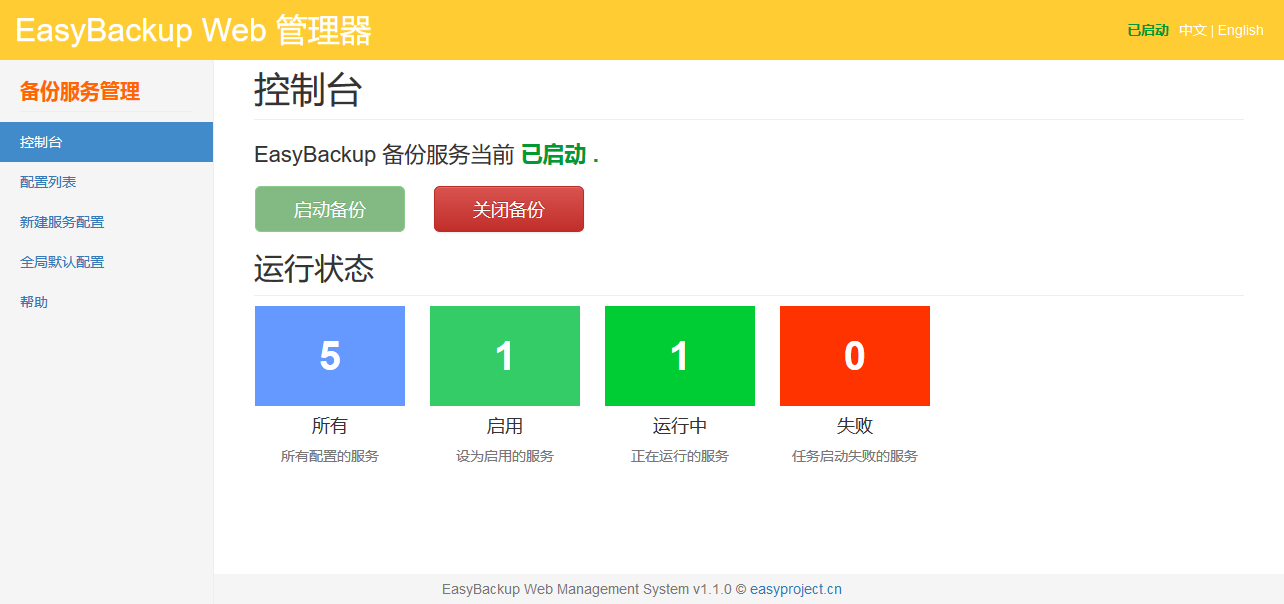 EasyBackup Web 管理器
已启动 中文 | English
备份服务管理
控制台
配置列表
新建服务配置
全局默认配置
帮助
控制台
EasyBackup 备份服务当前 已启动 .
启动备份 关闭备份
运行状态
5 1 1 0
所有 启用 运行中 失败
所有配置的服务 设为启用的服务 正在运行的服务 任务启动失败的服务
EasyBackup Web Management System v1.1.0 © easyproject.cn